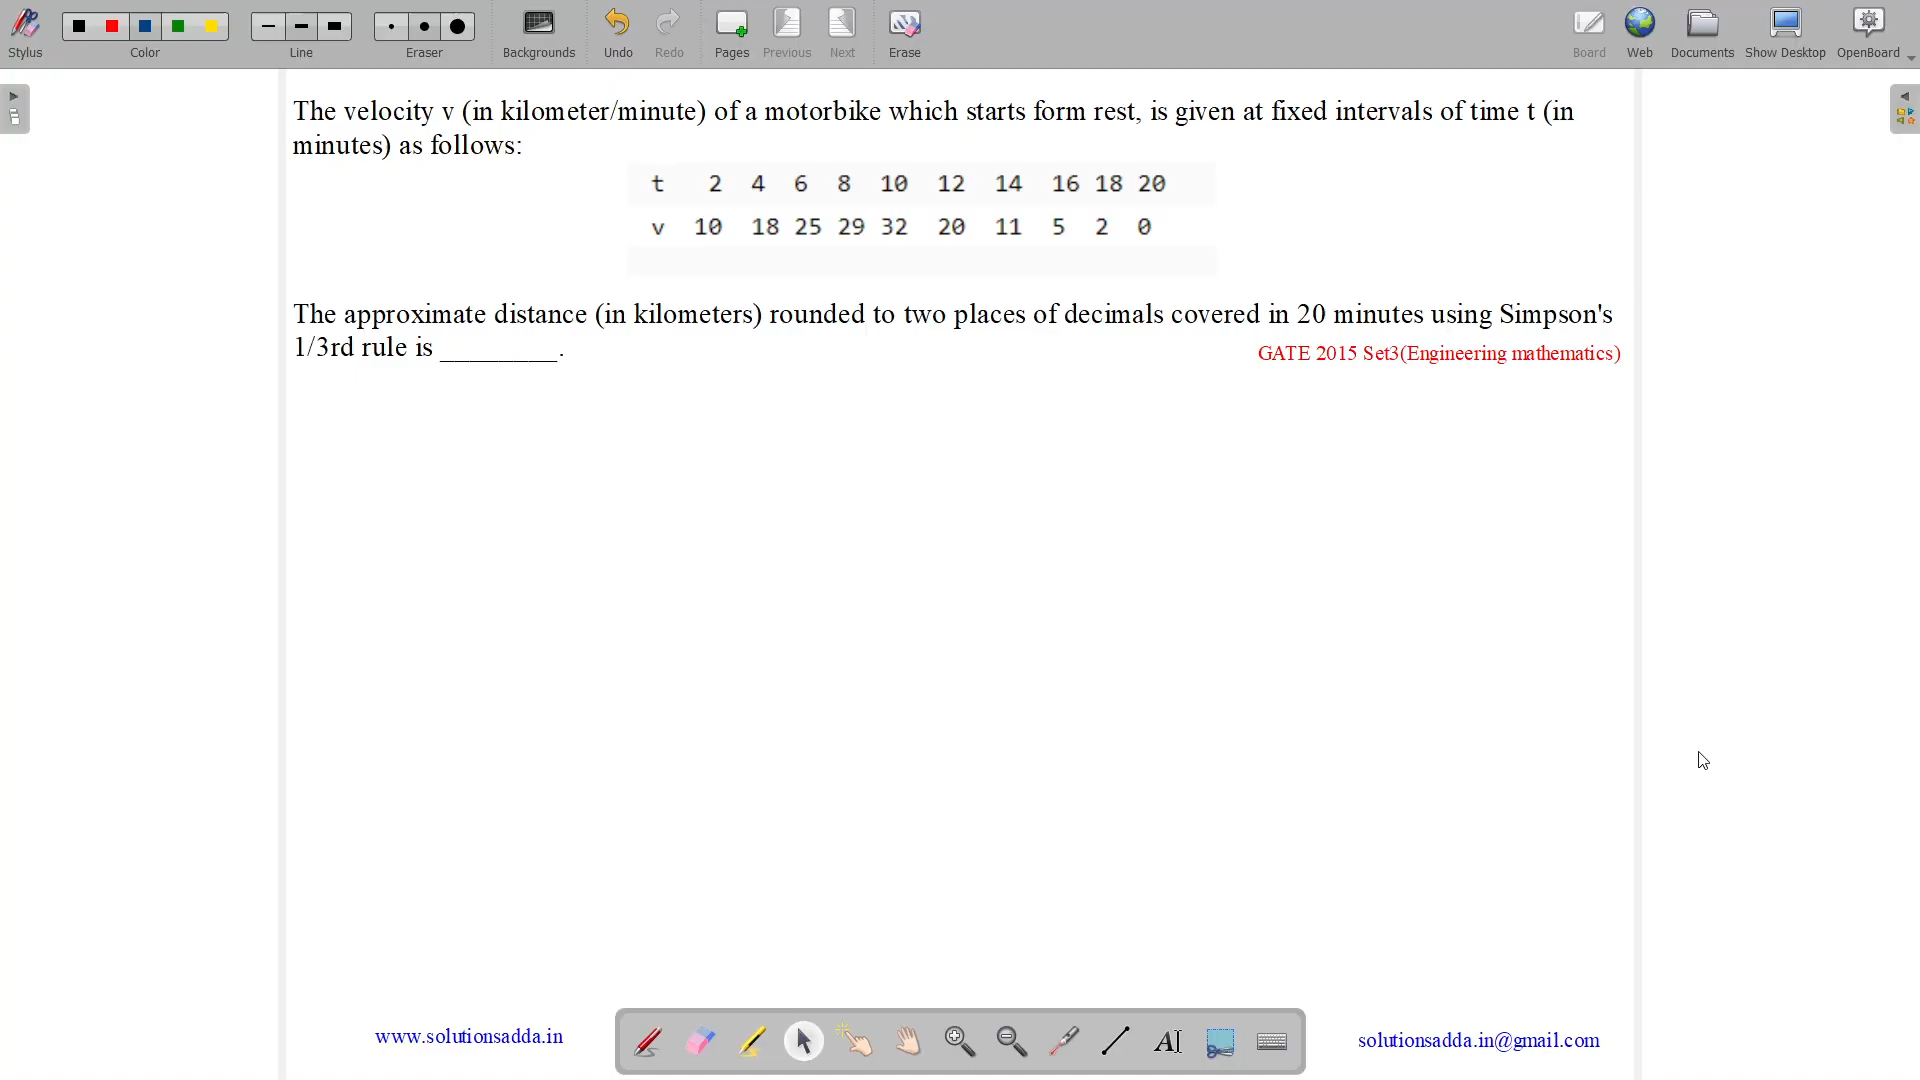 Stylus Color Line Eraser Backgrounds Undo Redo Pages Previous Next Erase Board Web Documents Show Desktop OpenBoard
The velocity v (in kilometer/minute) of a motorbike which starts form rest, is given at fixed intervals of time t (in
minutes) as follows:
t 2 4 6 8 10 12 14 16 18 20
v 10 18 25 29 32 20 11 5 2 0
The approximate distance (in kilometers) rounded to two places of decimals covered in 20 minutes using Simpson's
1/3rd rule is ________.
GATE 2015 Set3(Engineering mathematics)
www.solutionsadda.in
solutionsadda.in@gmail.com